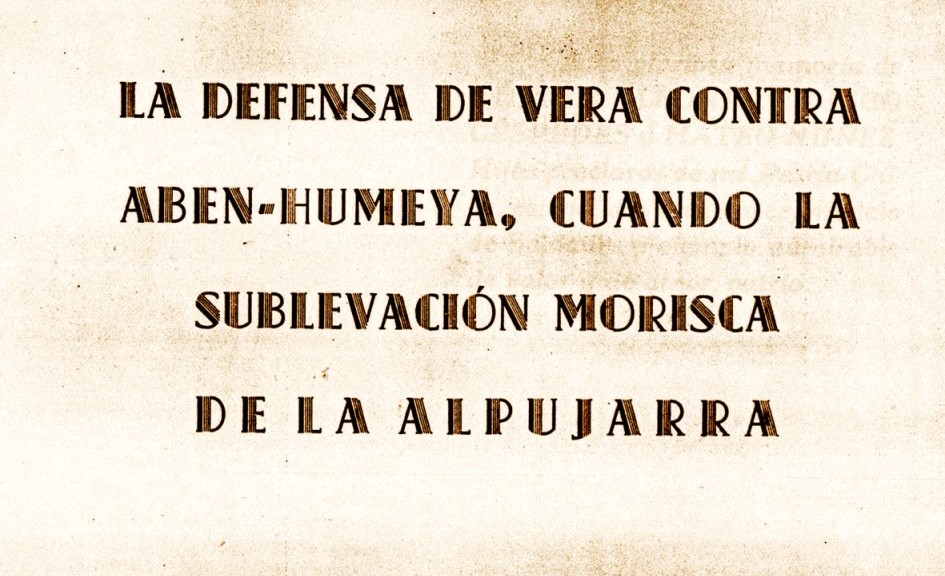 LA DEFENSA DE VERA CONTRA
ABEN-HUMEYA, CUANDO LA
SUBLEVACIÓN MORISCA
DE LA ALPUJARRA